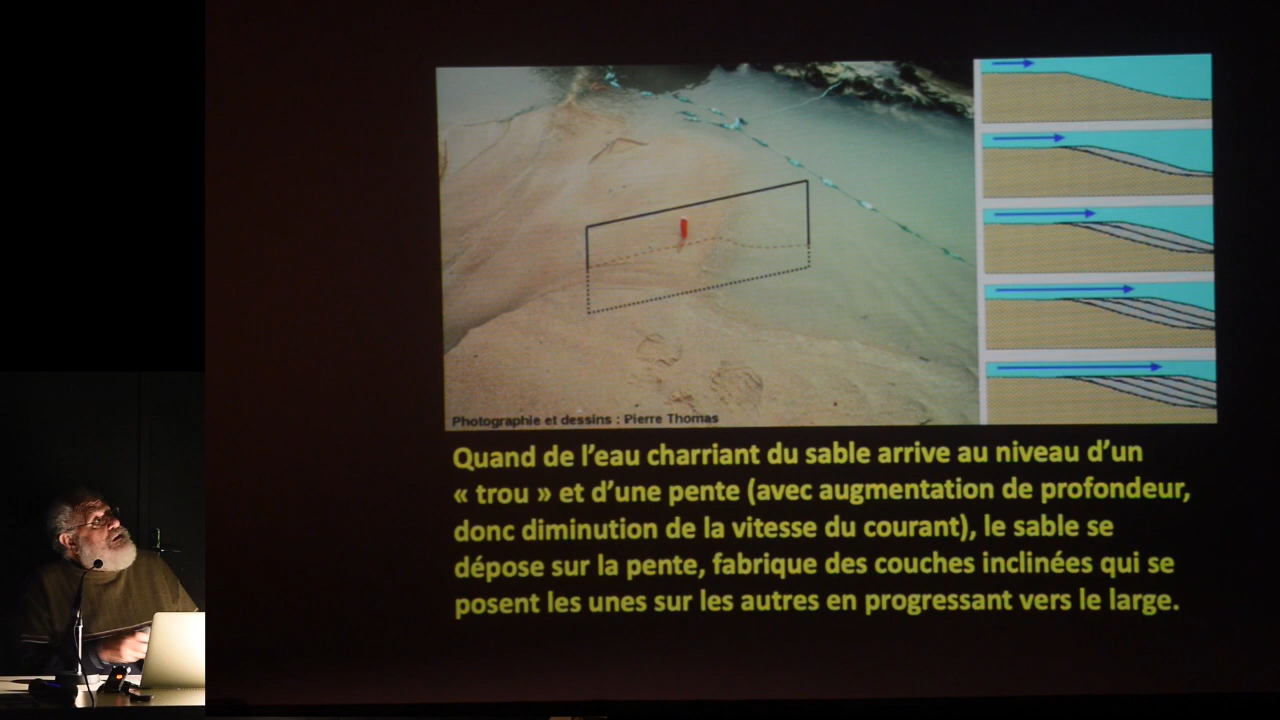 Photographie et dessins : Pierre Thomas
Quand de l’eau charriant du sable arrive au niveau d’un
« trou » et d’une pente (avec augmentation de profondeur,
donc diminution de la vitesse du courant), le sable se
dépose sur la pente, fabrique des couches inclinées qui se
posent les unes sur les autres en progressant vers le large.